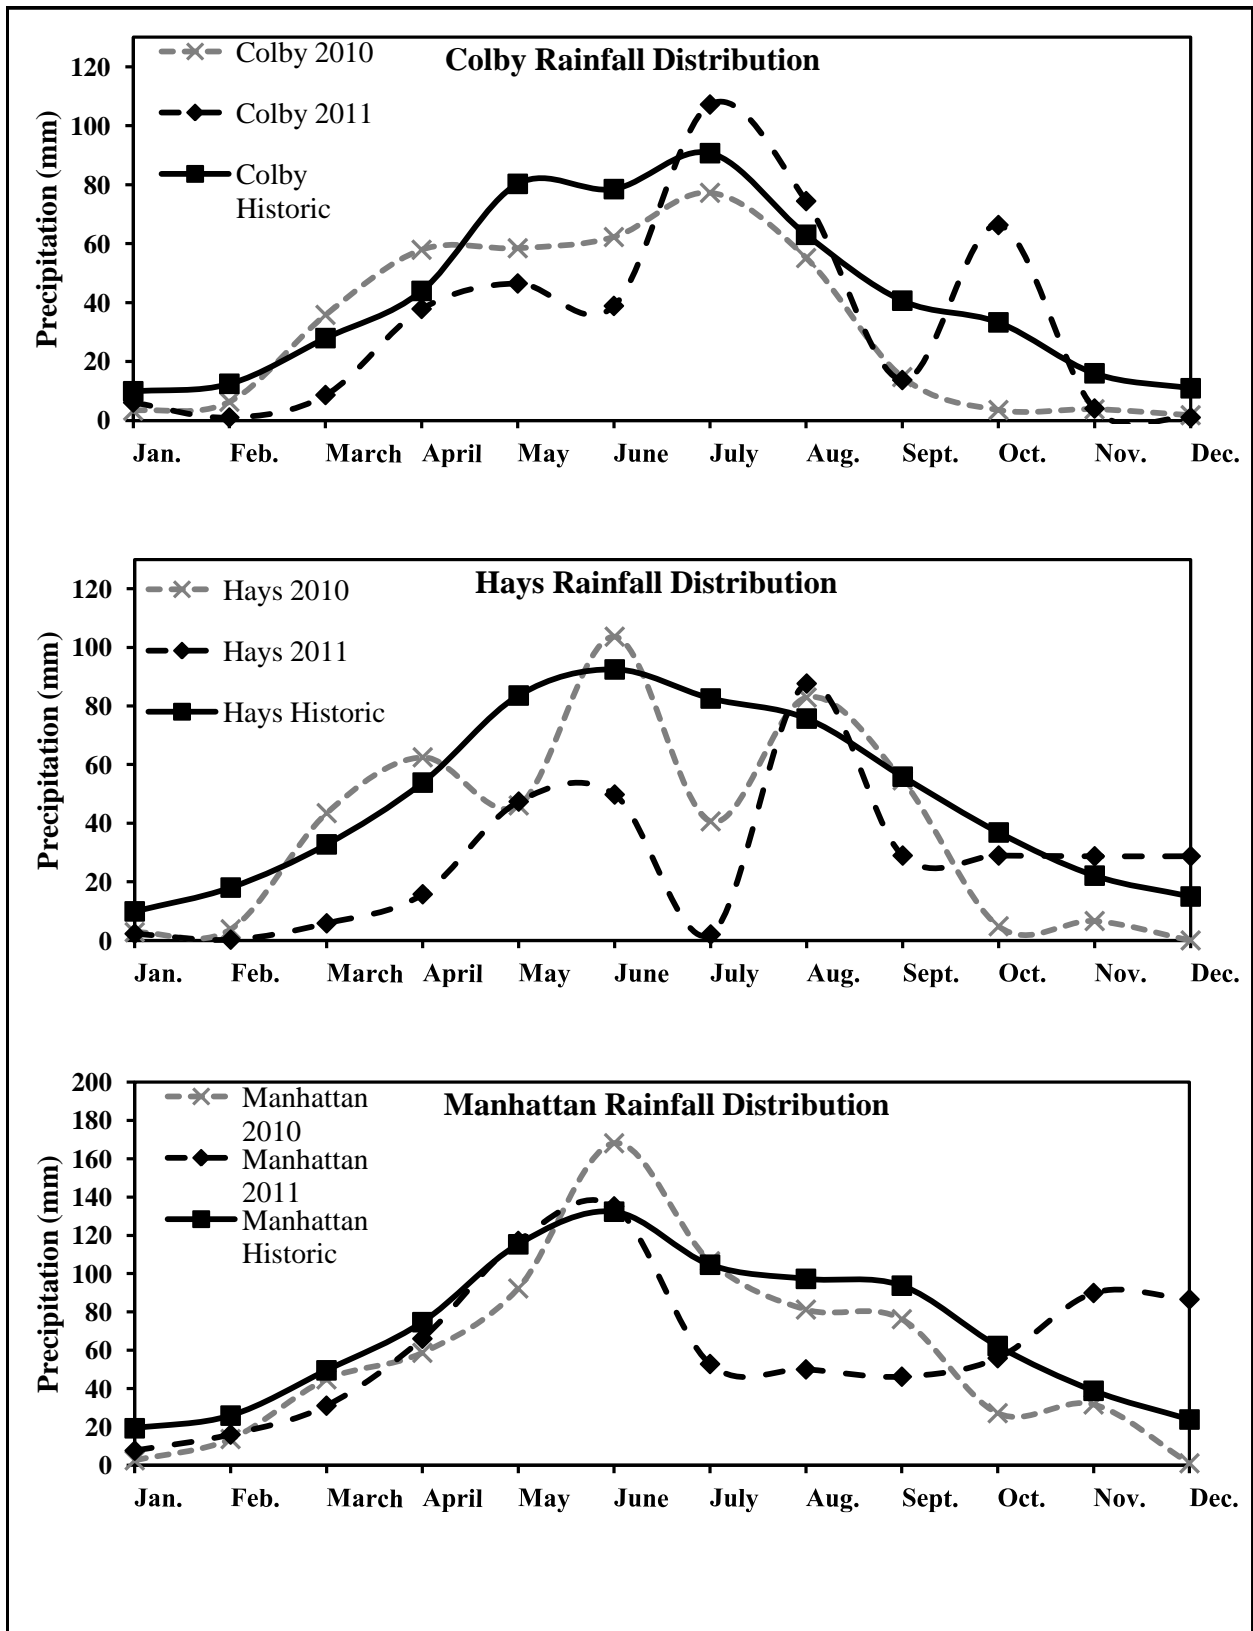 Colby Rainfall Distribution
Colby 2010
Colby 2011
Colby
Historic
Precipitation (mm)
120
100
80
60
40
20
0
Jan. Feb. March April May June July Aug. Sept. Oct. Nov. Dec.
Hays Rainfall Distribution
Hays 2010
Hays 2011
Hays Historic
Precipitation (mm)
120
100
80
60
40
20
0
Jan. Feb. March April May June July Aug. Sept. Oct. Nov. Dec.
Manhattan Rainfall Distribution
Manhattan
2010
Manhattan
2011
Manhattan
Historic
Precipitation (mm)
200
180
160
140
120
100
80
60
40
20
0
Jan. Feb. March April May June July Aug. Sept. Oct. Nov. Dec.